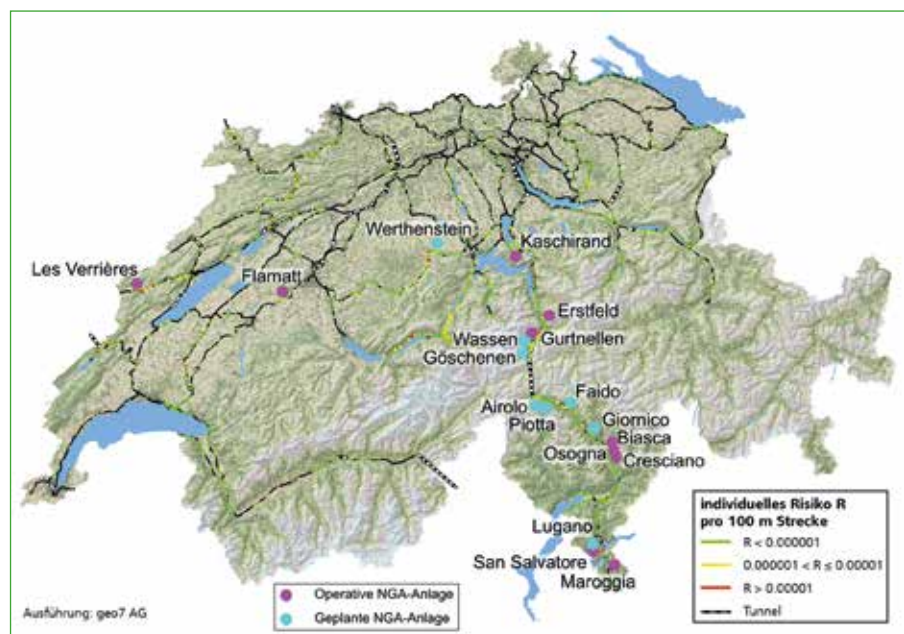 Werthenstein
Kaschirand
Les Verrières
Flamatt
Erstfeld
Wassen
Gurtnellen
Göschenen
Faido
Airolo
Piotta
Giornico
Biasca
Osogna
Cresciano
Lugano
San Salvatore
Maroggia
individuelles Risiko R
pro 100 m Strecke
R < 0.000001
0.000001 < R ≤ 0.00001
R > 0.00001
Tunnel
Operative NGA-Anlage
Geplante NGA-Anlage
Ausführung: geo7 AG